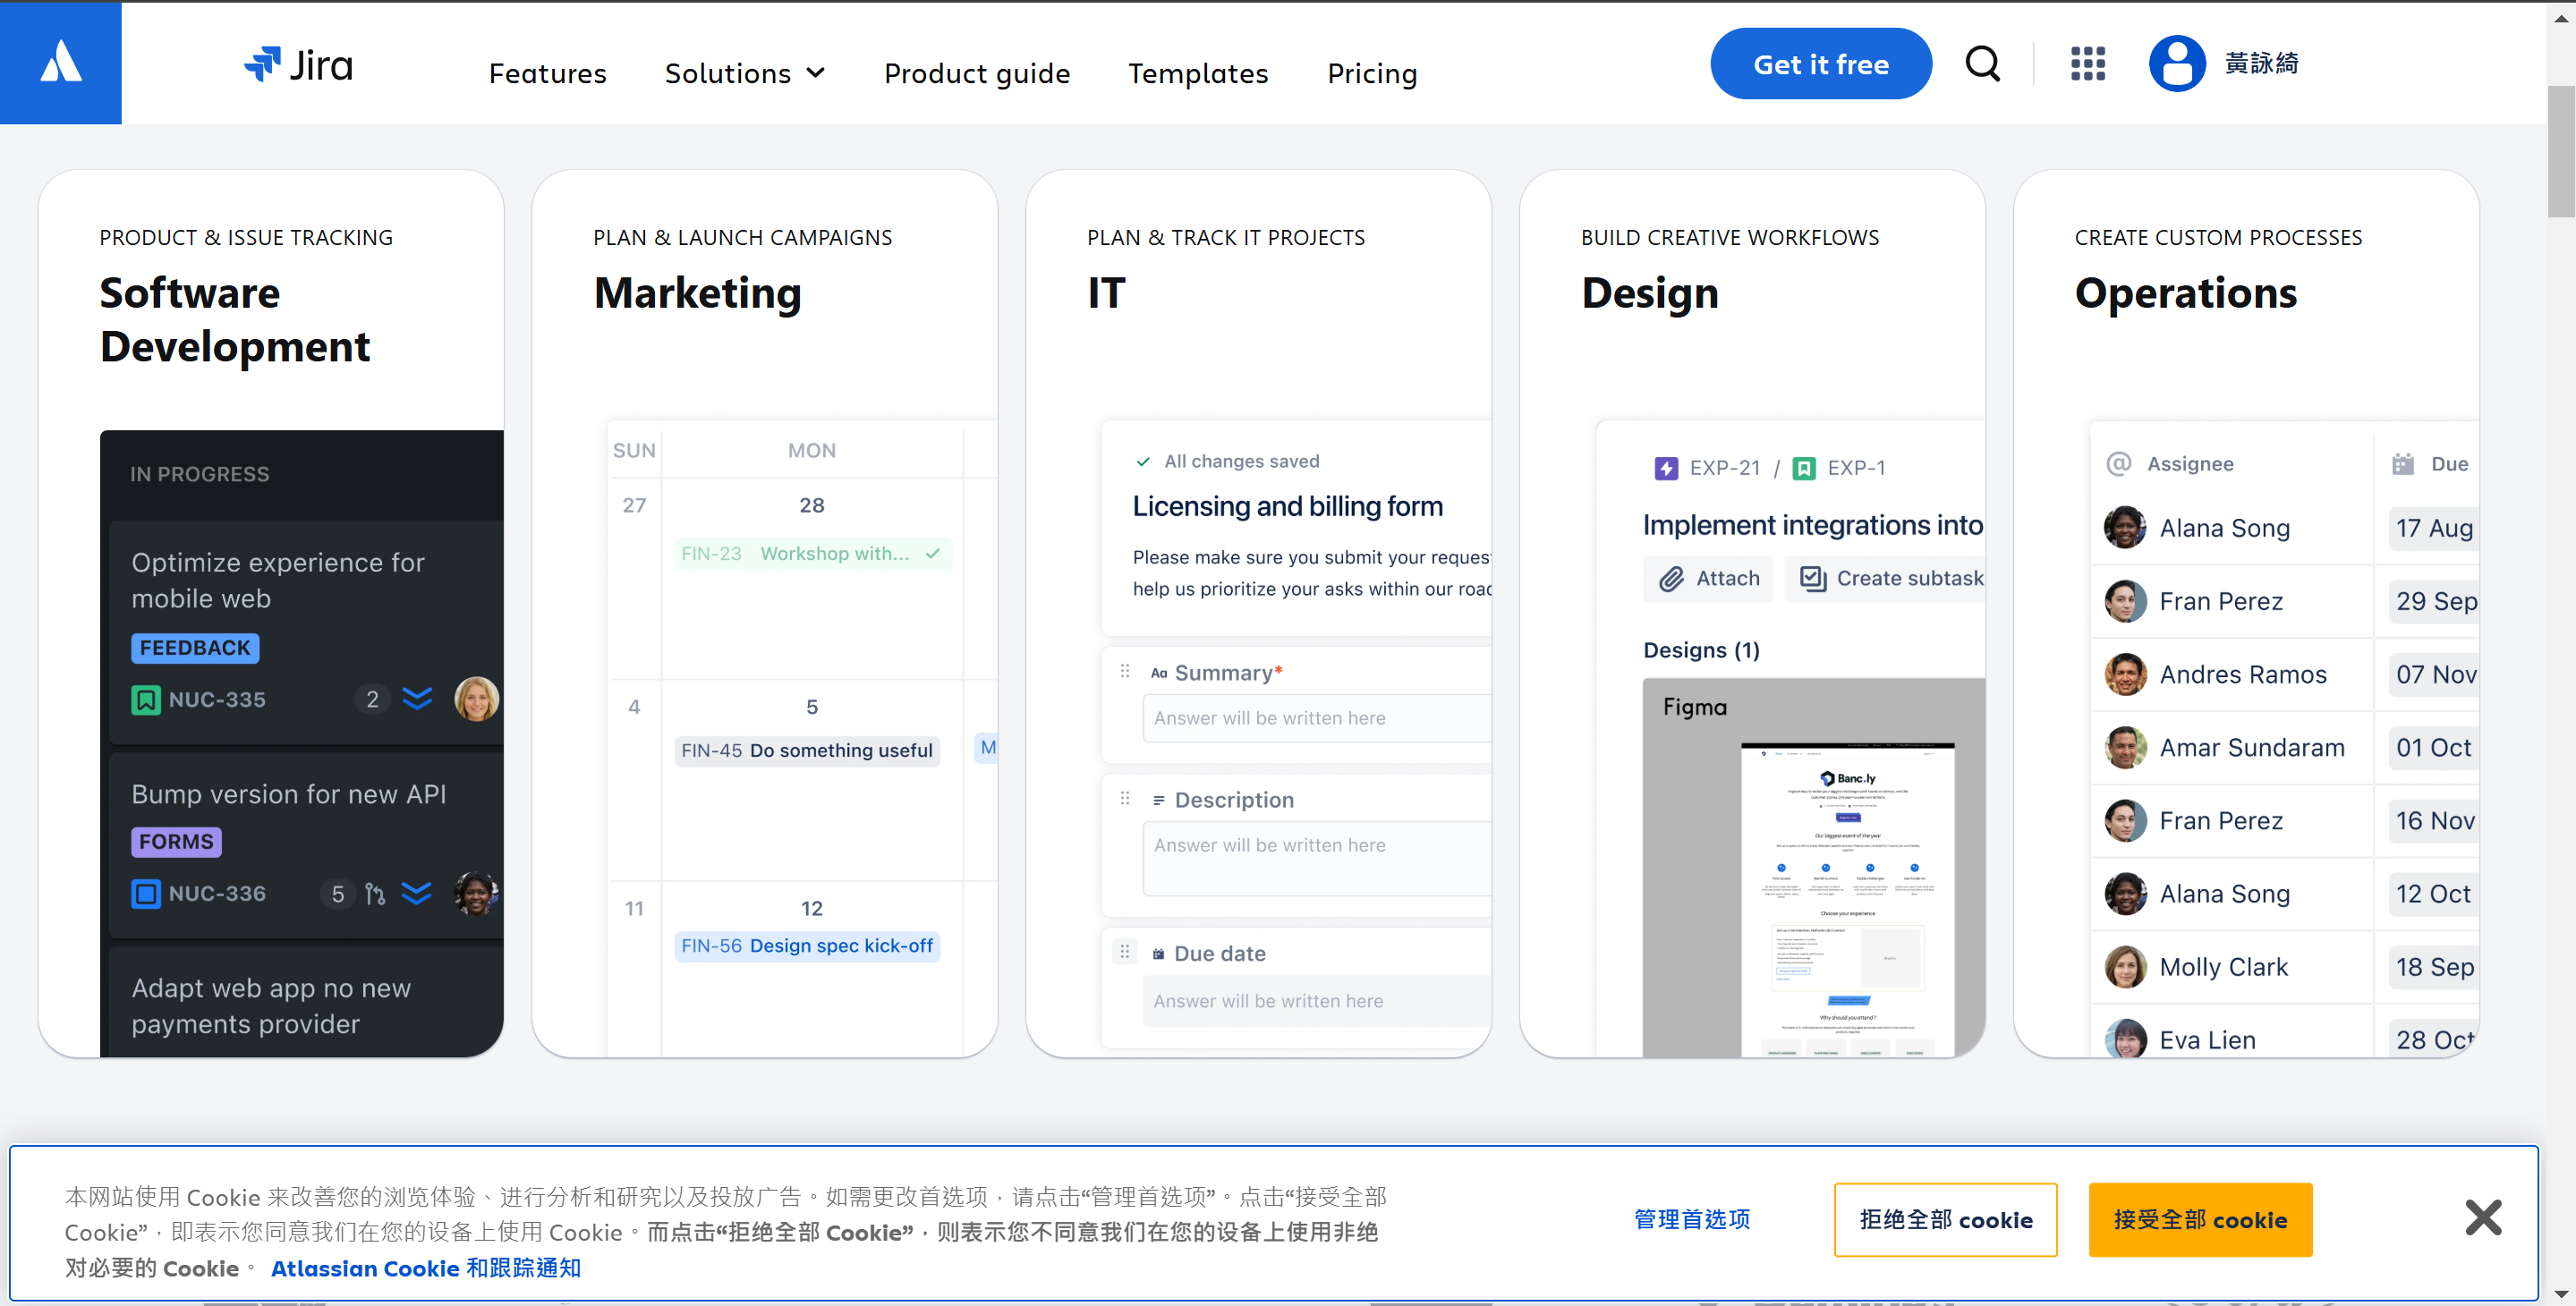 Jira
Features
Solutions
Product guide
Templates
Pricing
Get it free
黃詠綺
PRODUCT & ISSUE TRACKING
Software
Development
IN PROGRESS
Optimize experience for
mobile web
FEEDBACK
NUC-335
2
Bump version for new API
FORMS
NUC-336
5
Adapt web app no new
payments provider
PLAN & LAUNCH CAMPAIGNS
Marketing
SUN
MON
27
28
FIN-23 Workshop with...
4
5
FIN-45 Do something useful
M
11
12
FIN-56 Design spec kick-off
PLAN & TRACK IT PROJECTS
IT
All changes saved
Licensing and billing form
Please make sure you submit your request
help us prioritize your asks within our road
Aa Summary*
Answer will be written here
Description
Answer will be written here
Due date
Answer will be written here
BUILD CREATIVE WORKFLOWS
Design
EXP-21 / EXP-1
Implement integrations into
Attach
Create subtask
Designs (1)
Figma
Banc.ly
Our biggest event of the year
Choose your experience
Why should you attend?
CREATE CUSTOM PROCESSES
Operations
@ Assignee
Due
Alana Song
17 Aug
Fran Perez
29 Sep
Andres Ramos
07 Nov
Amar Sundaram
01 Oct
Fran Perez
16 Nov
Alana Song
12 Oct
Molly Clark
18 Sep
Eva Lien
28 Oct
本网站使用 Cookie 来改善您的浏览体验、进行分析和研究以及投放广告。如需更改首选项，请点击“管理首选项”。点击“接受全部
Cookie”，即表示您同意我们在您的设备上使用 Cookie。而点击“拒绝全部 Cookie”，则表示您不同意我们在您的设备上使用非绝
对必要的 Cookie。 Atlassian Cookie 和跟踪通知
管理首选项
拒绝全部 cookie
接受全部 cookie